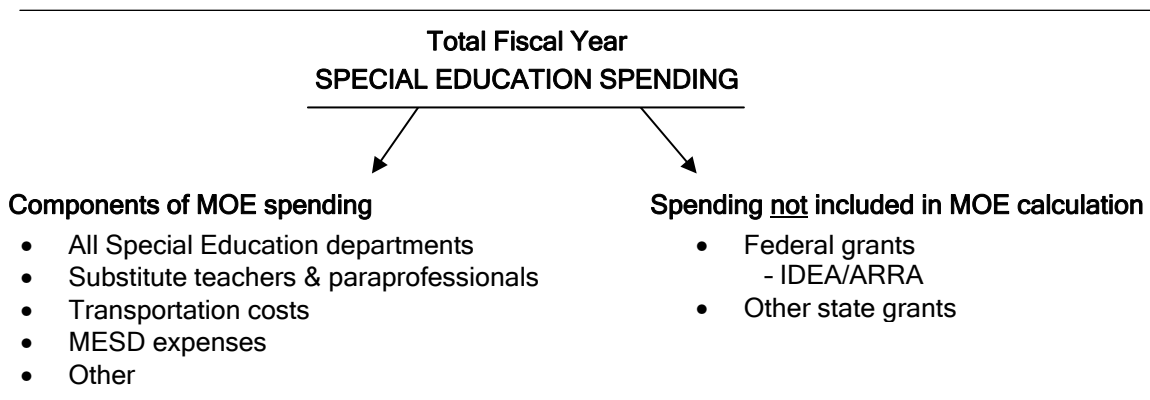 Total Fiscal Year
SPECIAL EDUCATION SPENDING
Components of MOE spending
• All Special Education departments
• Substitute teachers & paraprofessionals
• Transportation costs
• MESD expenses
• Other
Spending not included in MOE calculation
• Federal grants
- IDEA/ARRA
• Other state grants